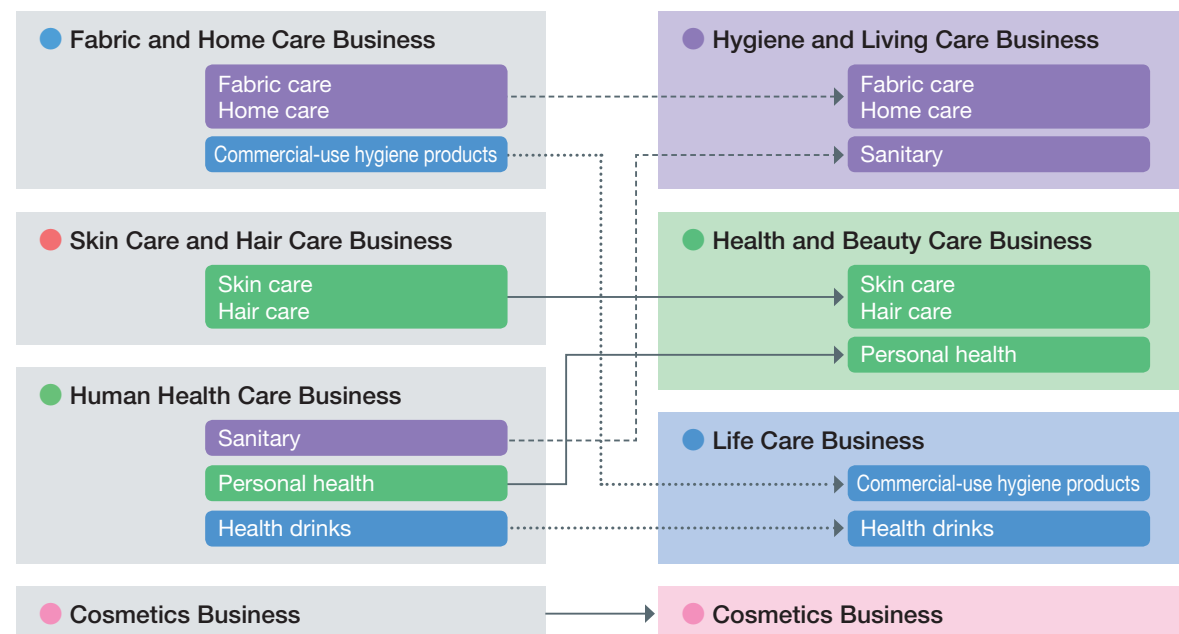 Fabric and Home Care Business
Fabric care
Home care
Commercial-use hygiene products
Skin Care and Hair Care Business
Skin care
Hair care
Human Health Care Business
Sanitary
Personal health
Health drinks
Cosmetics Business
Hygiene and Living Care Business
Fabric care
Home care
Sanitary
Health and Beauty Care Business
Skin care
Hair care
Personal health
Life Care Business
Commercial-use hygiene products
Health drinks
Cosmetics Business